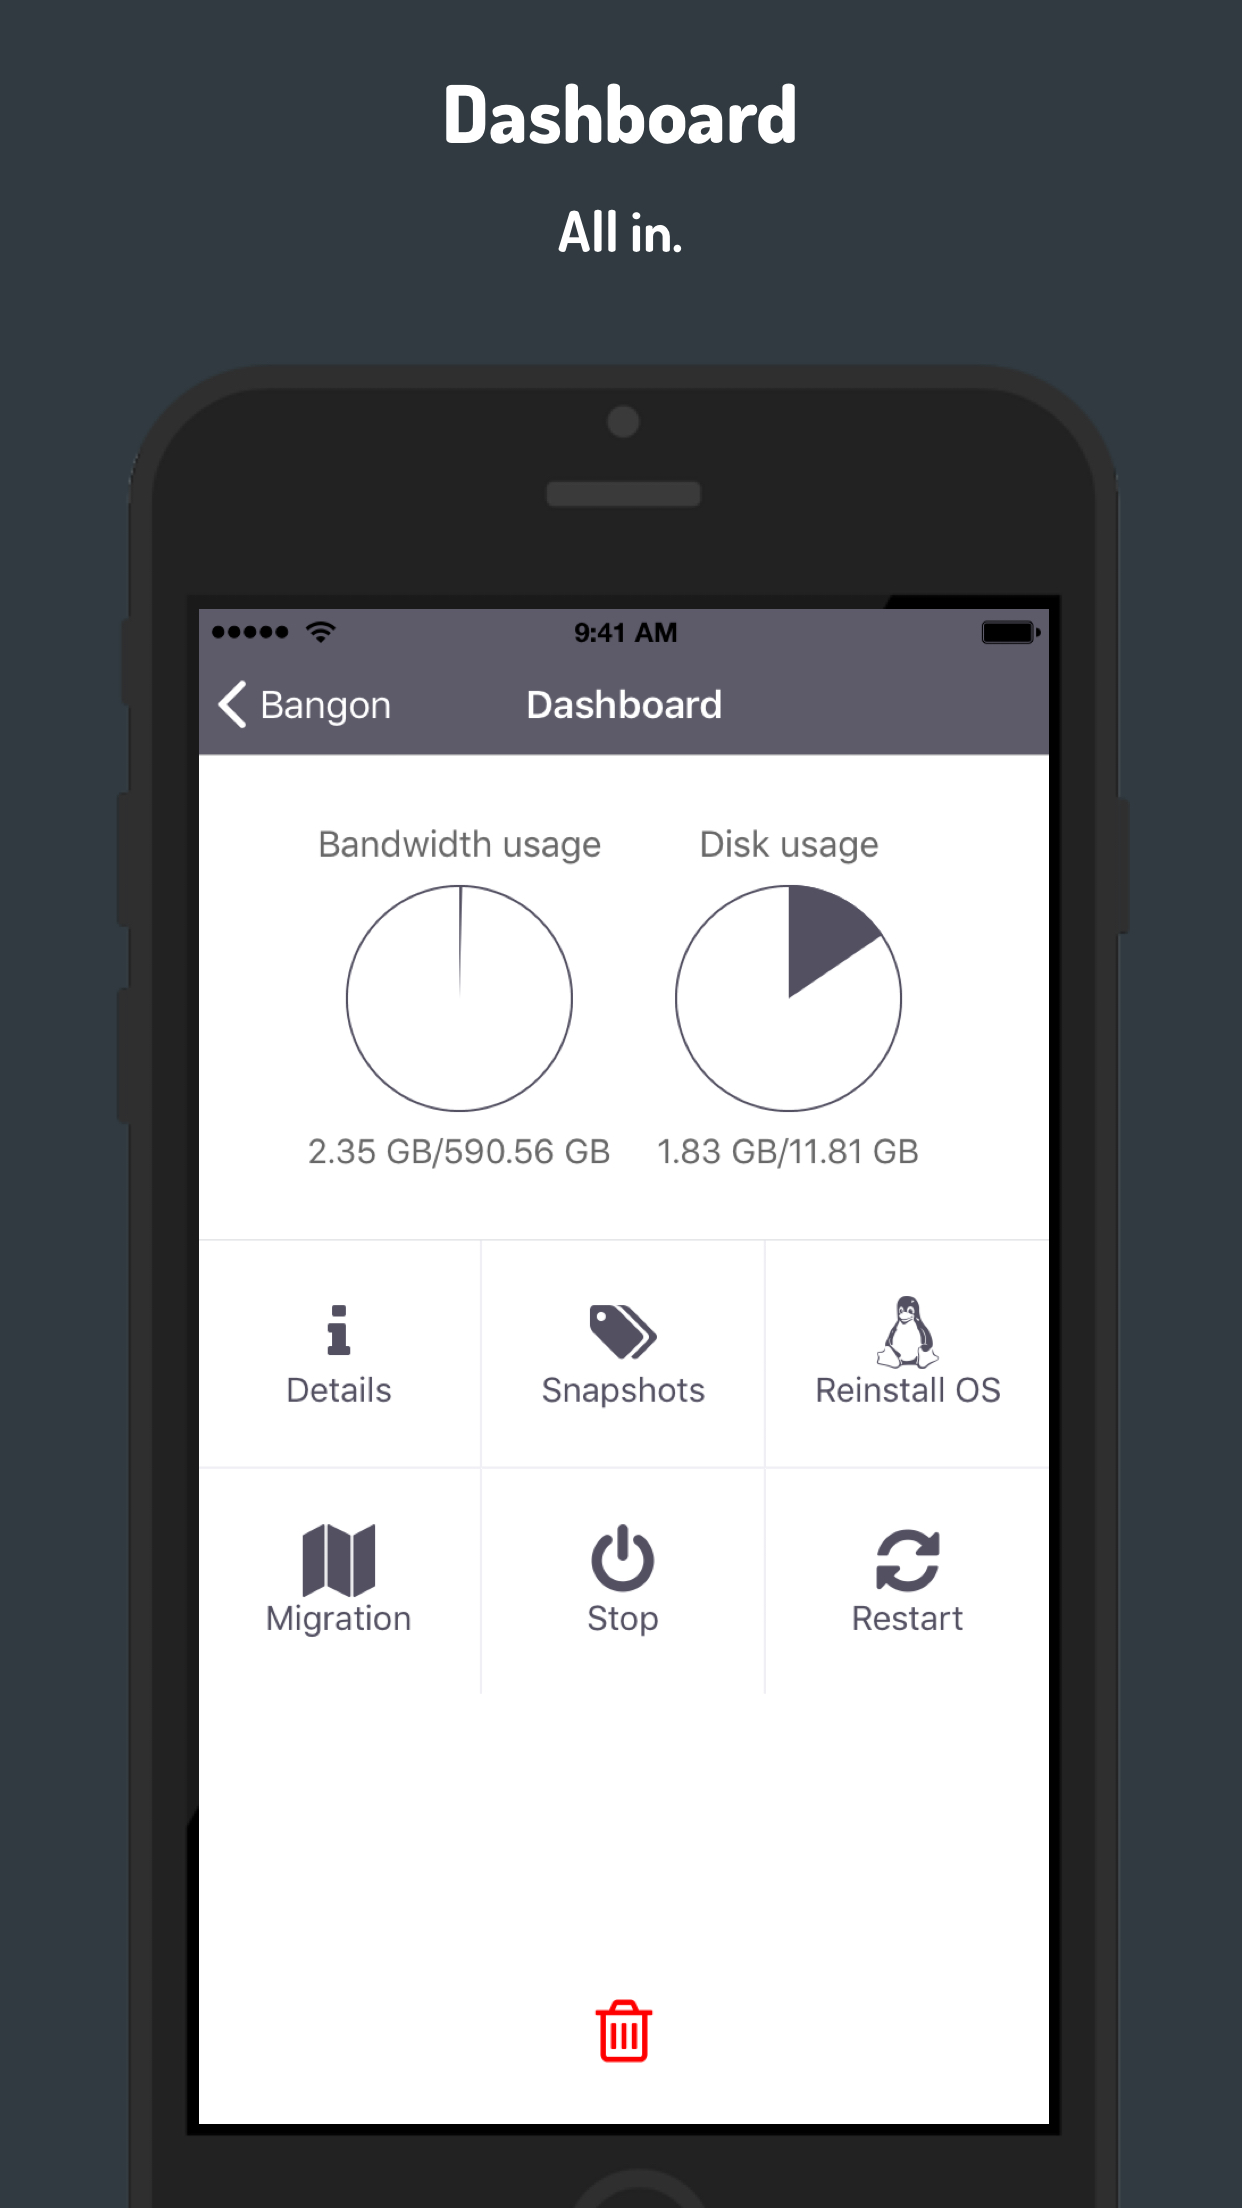 Dashboard
All in.
9:41 AM
Bangon Dashboard
Bandwidth usage Disk usage
2.35 GB/590.56 GB 1.83 GB/11.81 GB
Details Snapshots Reinstall OS
Migration Stop Restart